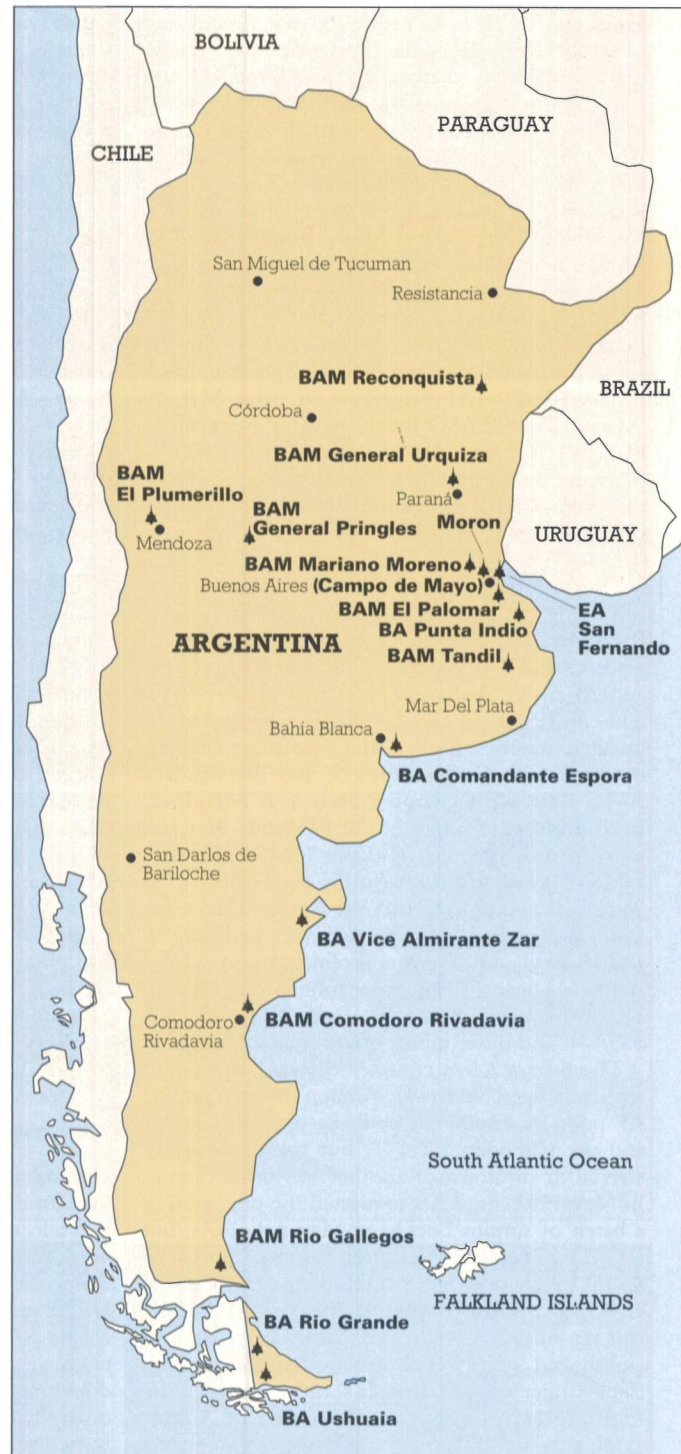 BOLIVIA
PARAGUAY
CHILE
San Miguel de Tucuman
Resistancia
BAM Reconquista
BRAZIL
Córdoba
BAM General Urquiza
BAM
El Plumerillo
Paraná
BAM
General Pringles
Moron
URUGUAY
Mendoza
BAM Mariano Moreno
Buenos Aires (Campo de Mayo)
BAM El Palomar
EA
San
Fernando
BA Punta Indio
ARGENTINA
BAM Tandil
Mar Del Plata
Bahia Blanca
BA Comandante Espora
San Darlos de
Bariloche
BA Vice Almirante Zar
Comodoro
Rivadavia
BAM Comodoro Rivadavia
South Atlantic Ocean
BAM Rio Gallegos
FALKLAND ISLANDS
BA Rio Grande
BA Ushuaia